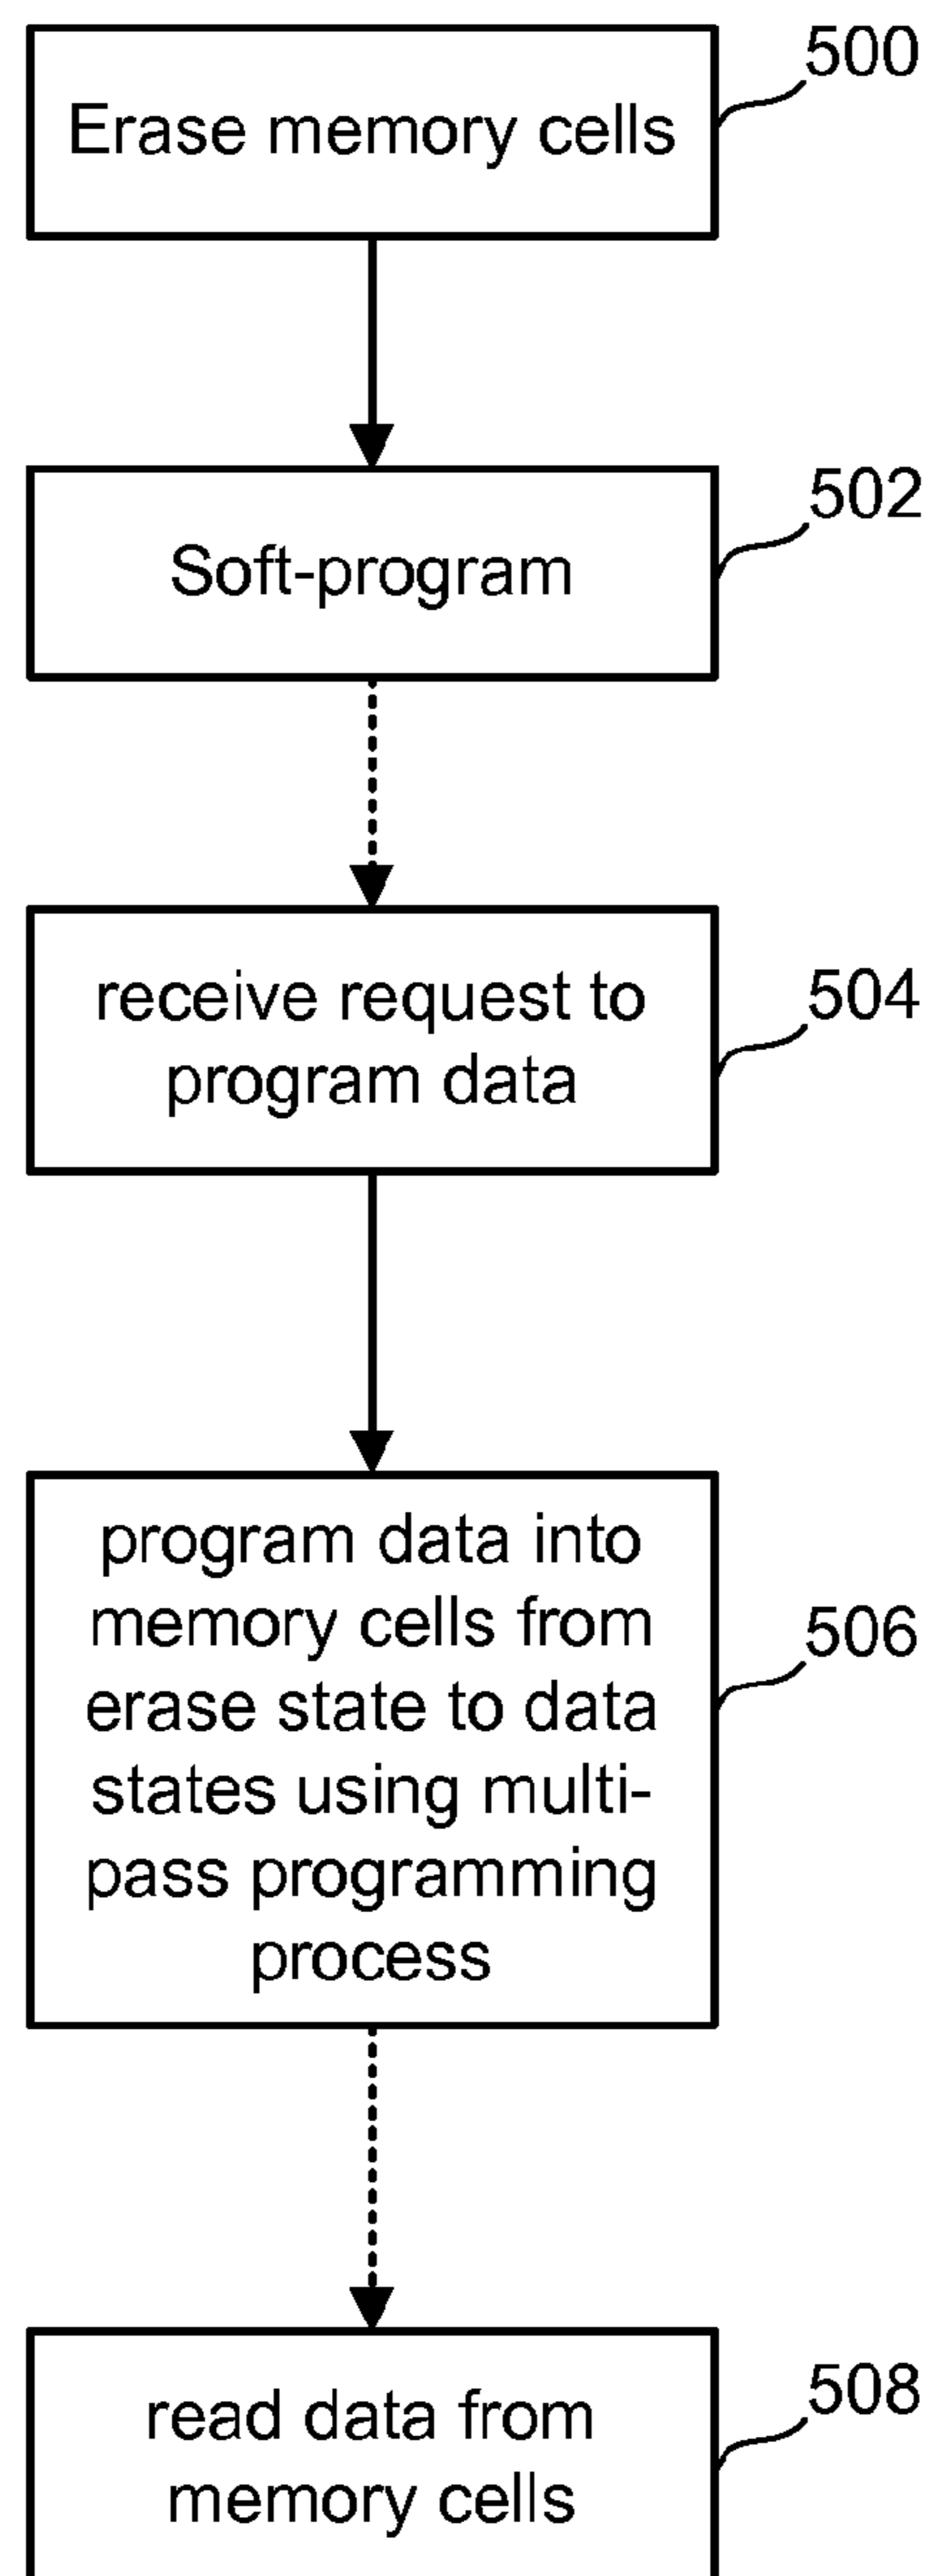 500
Erase memory cells
502
Soft-program
504
receive request to
program data
506
program data into
memory cells from
erase state to data
states using multi-
pass programming
process
508
read data from
memory cells